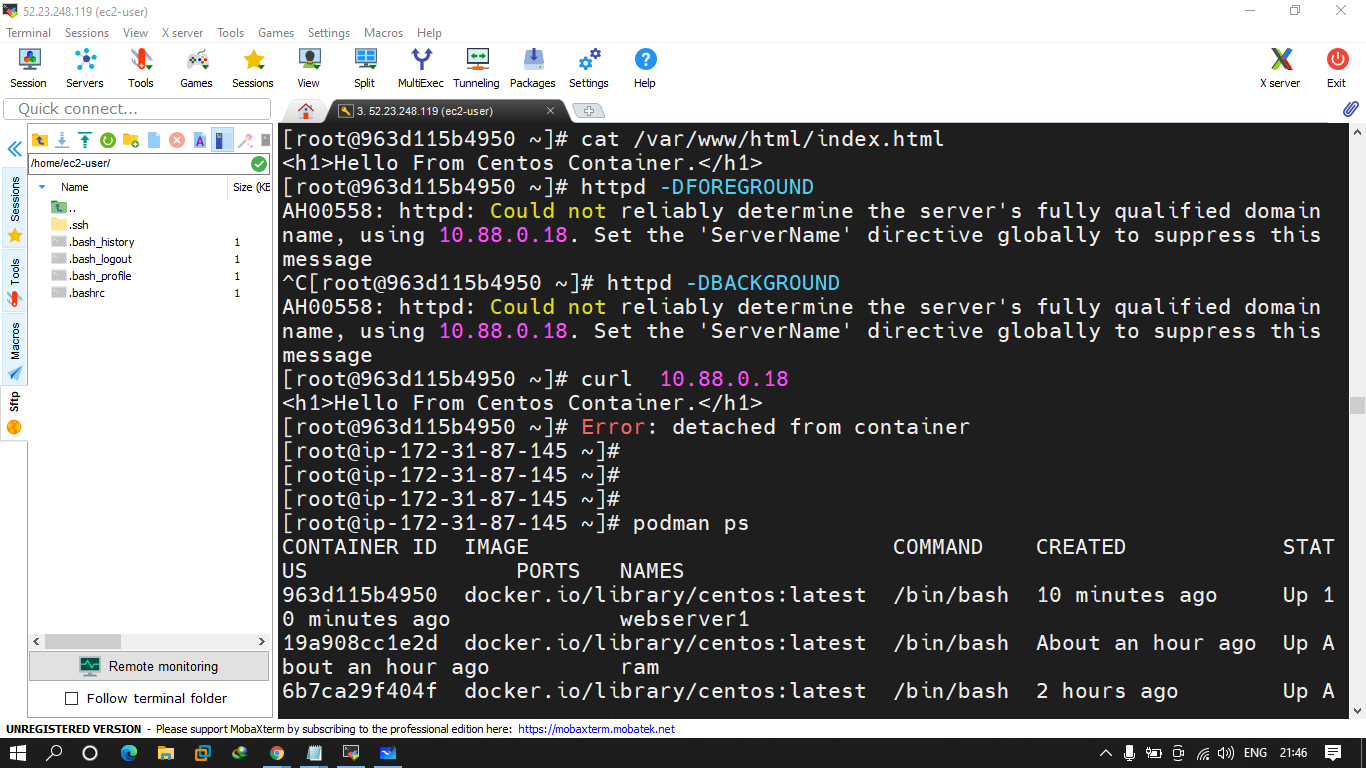 52.23.248.119 (ec2-user)
Terminal Sessions View X server Tools Games Settings Macros Help
Session Servers Tools Games Sessions View Split MultiExec Tunneling Packages Settings Help X server Exit
Quick connect...
3. 52.23.248.119 (ec2-user)
/home/ec2-user/
Name Size (KB
..
.ssh
.bash_history 1
.bash_logout 1
.bash_profile 1
.bashrc 1
Sessions
Tools
Macros
Sftp
[root@963d115b4950 ~]# cat /var/www/html/index.html
<h1>Hello From Centos Container.</h1>
[root@963d115b4950 ~]# httpd -DFOREGROUND
AH00558: httpd: Could not reliably determine the server's fully qualified domain
name, using 10.88.0.18. Set the 'ServerName' directive globally to suppress this
message
^C[root@963d115b4950 ~]# httpd -DBACKGROUND
AH00558: httpd: Could not reliably determine the server's fully qualified domain
name, using 10.88.0.18. Set the 'ServerName' directive globally to suppress this
message
[root@963d115b4950 ~]# curl  10.88.0.18
<h1>Hello From Centos Container.</h1>
[root@963d115b4950 ~]# Error: detached from container
[root@ip-172-31-87-145 ~]#
[root@ip-172-31-87-145 ~]#
[root@ip-172-31-87-145 ~]#
[root@ip-172-31-87-145 ~]# podman ps
CONTAINER ID  IMAGE                            COMMAND    CREATED            STAT
US                PORTS   NAMES
963d115b4950  docker.io/library/centos:latest  /bin/bash  10 minutes ago     Up 1
0 minutes ago             webserver1
19a908cc1e2d  docker.io/library/centos:latest  /bin/bash  About an hour ago  Up A
bout an hour ago          ram
6b7ca29f404f  docker.io/library/centos:latest  /bin/bash  2 hours ago        Up A
Remote monitoring
Follow terminal folder
UNREGISTERED VERSION - Please support MobaXterm by subscribing to the professional edition here: https://mobaxterm.mobatek.net
ENG 21:46